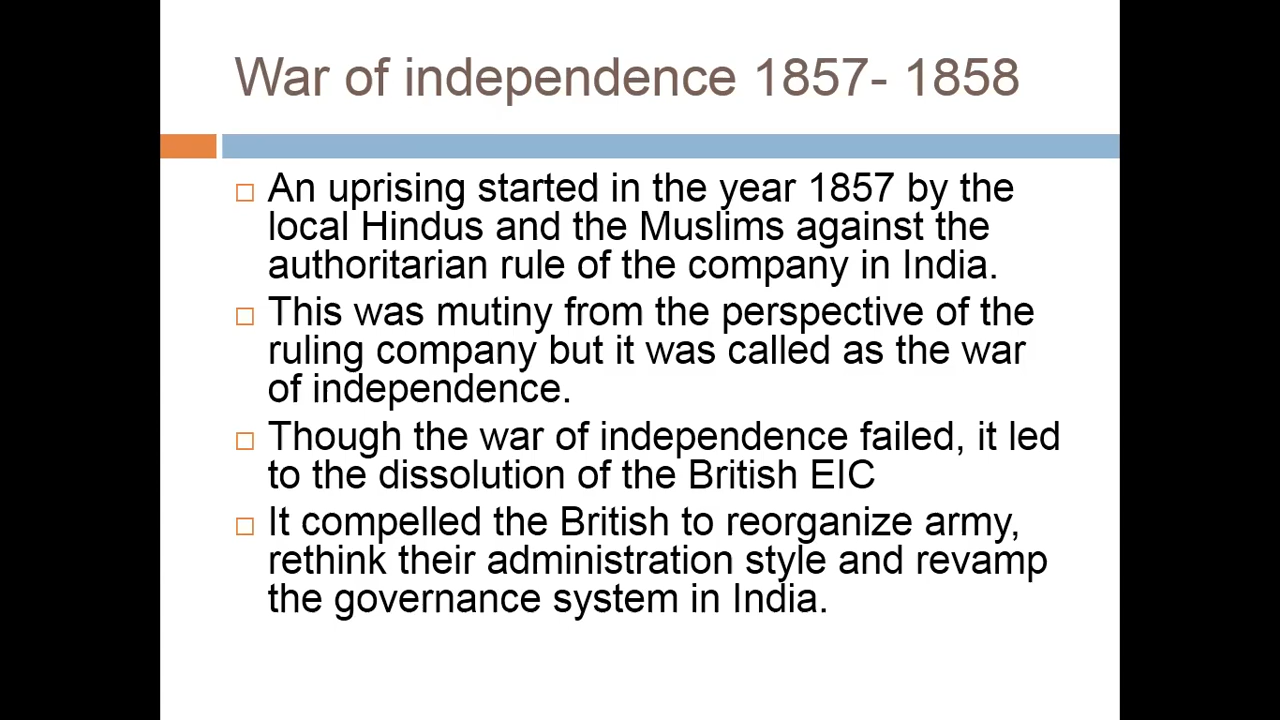 War of independence 1857- 1858
An uprising started in the year 1857 by the
local Hindus and the Muslims against the
authoritarian rule of the company in India.
This was mutiny from the perspective of the
ruling company but it was called as the war
of independence.
Though the war of independence failed, it led
to the dissolution of the British EIC
It compelled the British to reorganize army,
rethink their administration style and revamp
the governance system in India.